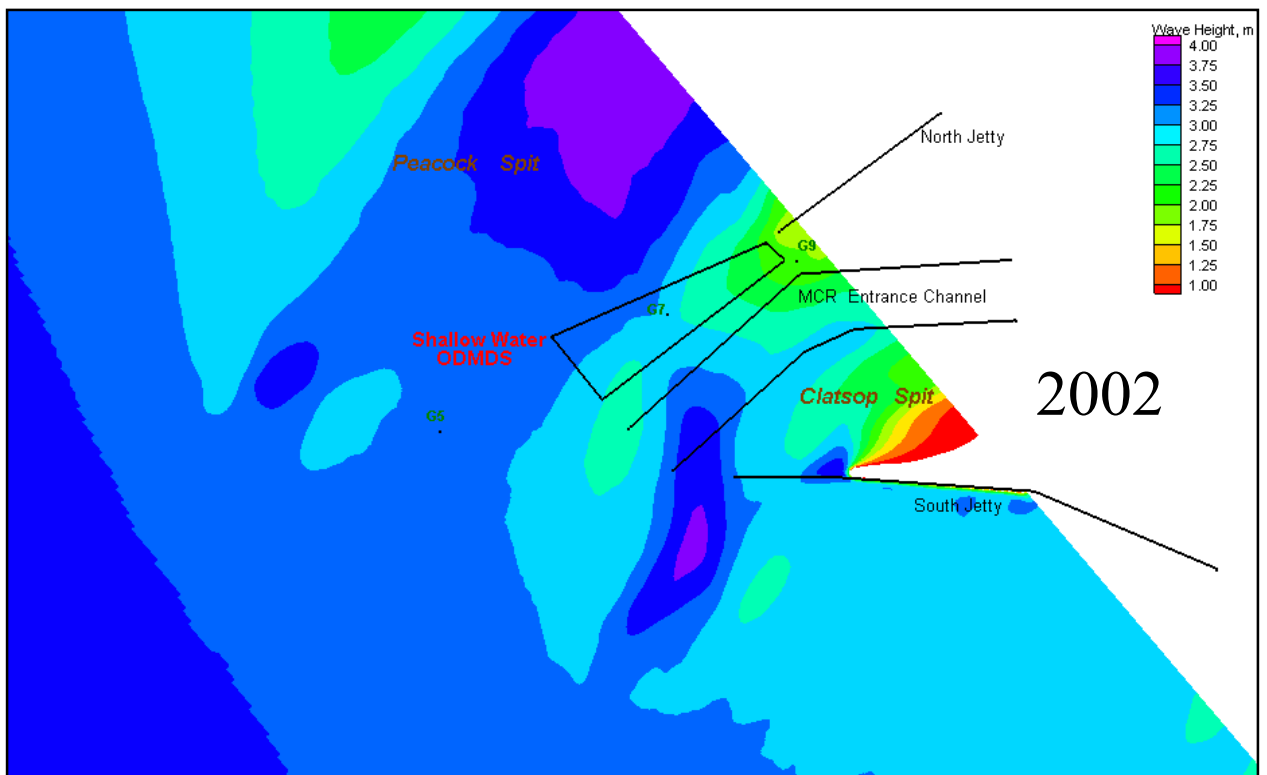 Wave Height, m
4.00
3.75
3.50
3.25
3.00
2.75
2.50
2.25
2.00
1.75
1.50
1.25
1.00
North Jetty
Peacock Spit
G9
MCR Entrance Channel
G7
Shallow Water
ODMDS
2002
Clatsop Spit
G6
South Jetty